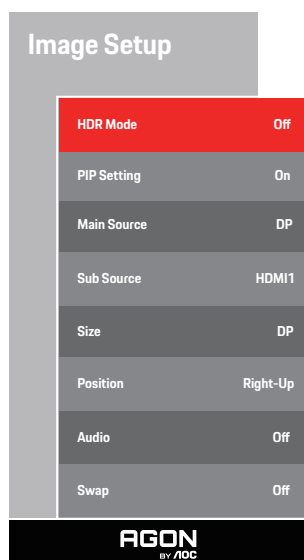 Image Setup
HDR Mode Off
PIP Setting On
Main Source DP
Sub Source HDMI1
Size DP
Position Right-Up
Audio Off
Swap Off
AGON
BY AOC